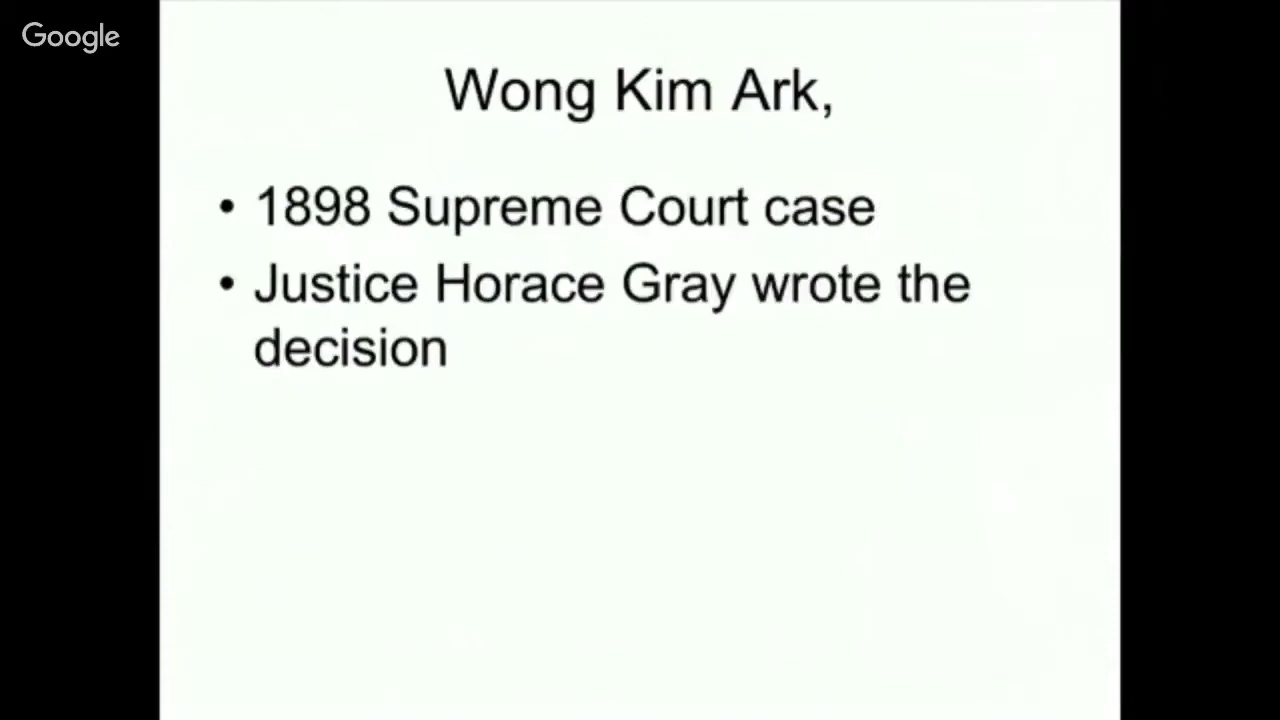 Google
Wong Kim Ark,
• 1898 Supreme Court case
• Justice Horace Gray wrote the
decision